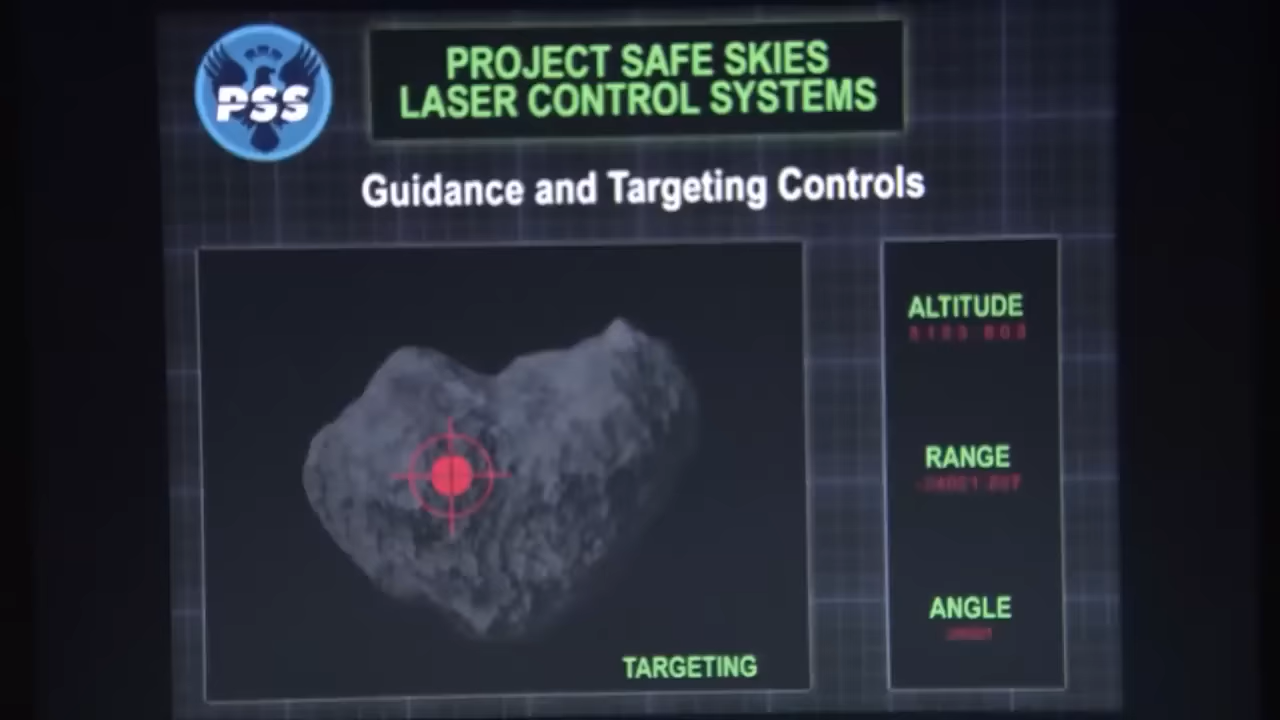 PSS
PROJECT SAFE SKIES
LASER CONTROL SYSTEMS
Guidance and Targeting Controls
ALTITUDE
RANGE
ANGLE
TARGETING